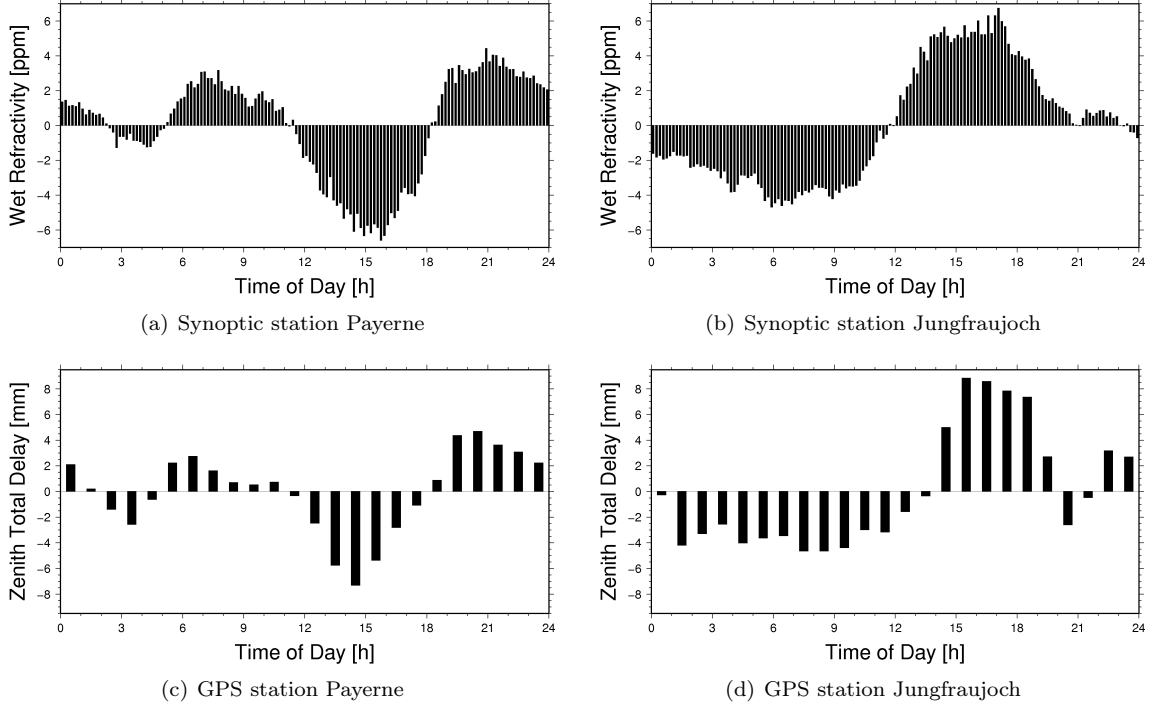 Wet Refractivity [ppm]
6
4
2
0
−2
−4
−6
0 3 6 9 12 15 18 21 24
Time of Day [h]
(a) Synoptic station Payerne
Wet Refractivity [ppm]
6
4
2
0
−2
−4
−6
0 3 6 9 12 15 18 21 24
Time of Day [h]
(b) Synoptic station Jungfraujoch
Zenith Total Delay [mm]
8
6
4
2
0
−2
−4
−6
−8
0 3 6 9 12 15 18 21 24
Time of Day [h]
(c) GPS station Payerne
Zenith Total Delay [mm]
8
6
4
2
0
−2
−4
−6
−8
0 3 6 9 12 15 18 21 24
Time of Day [h]
(d) GPS station Jungfraujoch